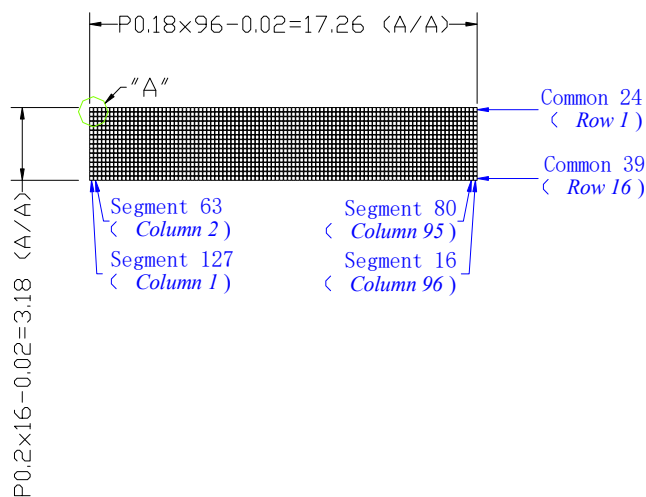 P0.18x96-0.02=17.26 (A/A)
"A"
Common 24
( Row 1 )
Common 39
( Row 16 )
Segment 63
( Column 2 )
Segment 127
( Column 1 )
Segment 80
( Column 95 )
Segment 16
( Column 96 )
P0.2x16-0.02=3.18 (A/A)